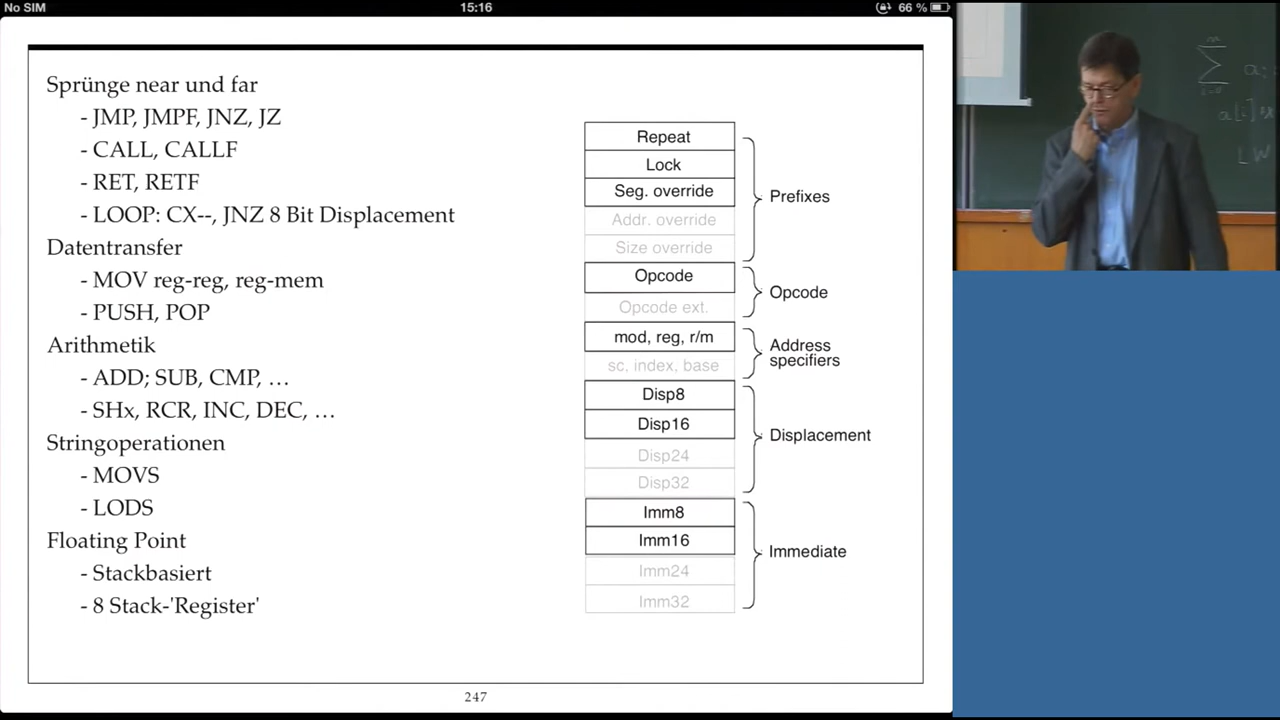 No SIM
15:16
66 %
Sprünge near und far
- JMP, JMPF, JNZ, JZ
- CALL, CALLF
- RET, RETF
- LOOP: CX--, JNZ 8 Bit Displacement
Datentransfer
- MOV reg-reg, reg-mem
- PUSH, POP
Arithmetik
- ADD; SUB, CMP, …
- SHx, RCR, INC, DEC, …
Stringoperationen
- MOVS
- LODS
Floating Point
- Stackbasiert
- 8 Stack-'Register'
Repeat
Lock
Seg. override
Addr. override
Size override
Prefixes
Opcode
Opcode ext.
Opcode
mod, reg, r/m
sc, index, base
Address
specifiers
Disp8
Disp16
Disp24
Disp32
Displacement
Imm8
Imm16
Imm24
Imm32
Immediate
247